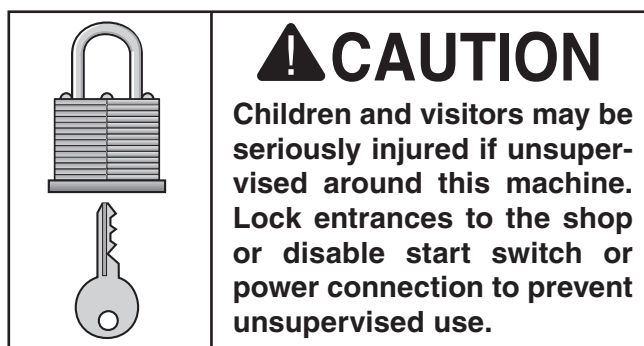 CAUTION
Children and visitors may be
seriously injured if unsuper-
vised around this machine.
Lock entrances to the shop
or disable start switch or
power connection to prevent
unsupervised use.